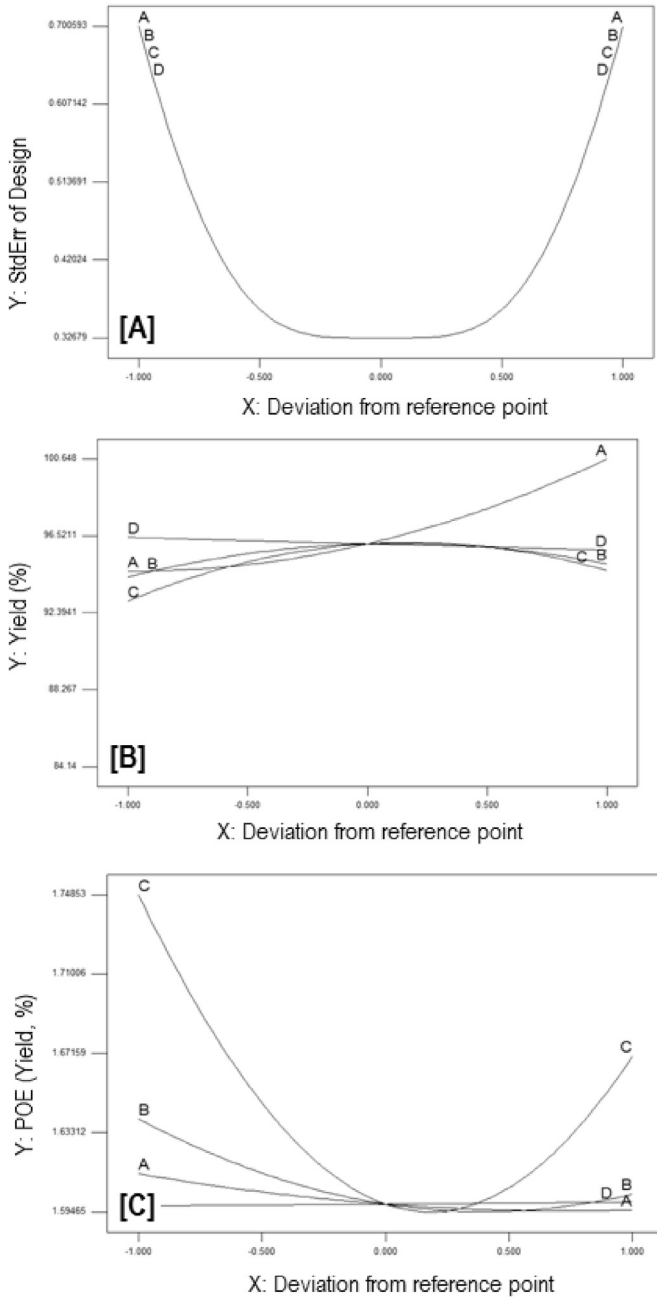 A A
0.700593
B B
C C
D D
0.607142
0.513691
0.42024
0.32679
Y: StdErr of Design
[A]
-1.000 -0.500 0.000 0.500 1.000
X: Deviation from reference point
100.648
A
96.5211
D D
A B C B
C
92.3941
88.267
84.14
Y: Yield (%)
[B]
-1.000 -0.500 0.000 0.500 1.000
X: Deviation from reference point
1.74853
C
1.71006
1.67159
C
1.63312
B
A
B
D
A
1.59465
Y: POE (Yield, %)
[C]
-1.000 -0.500 0.000 0.500 1.000
X: Deviation from reference point